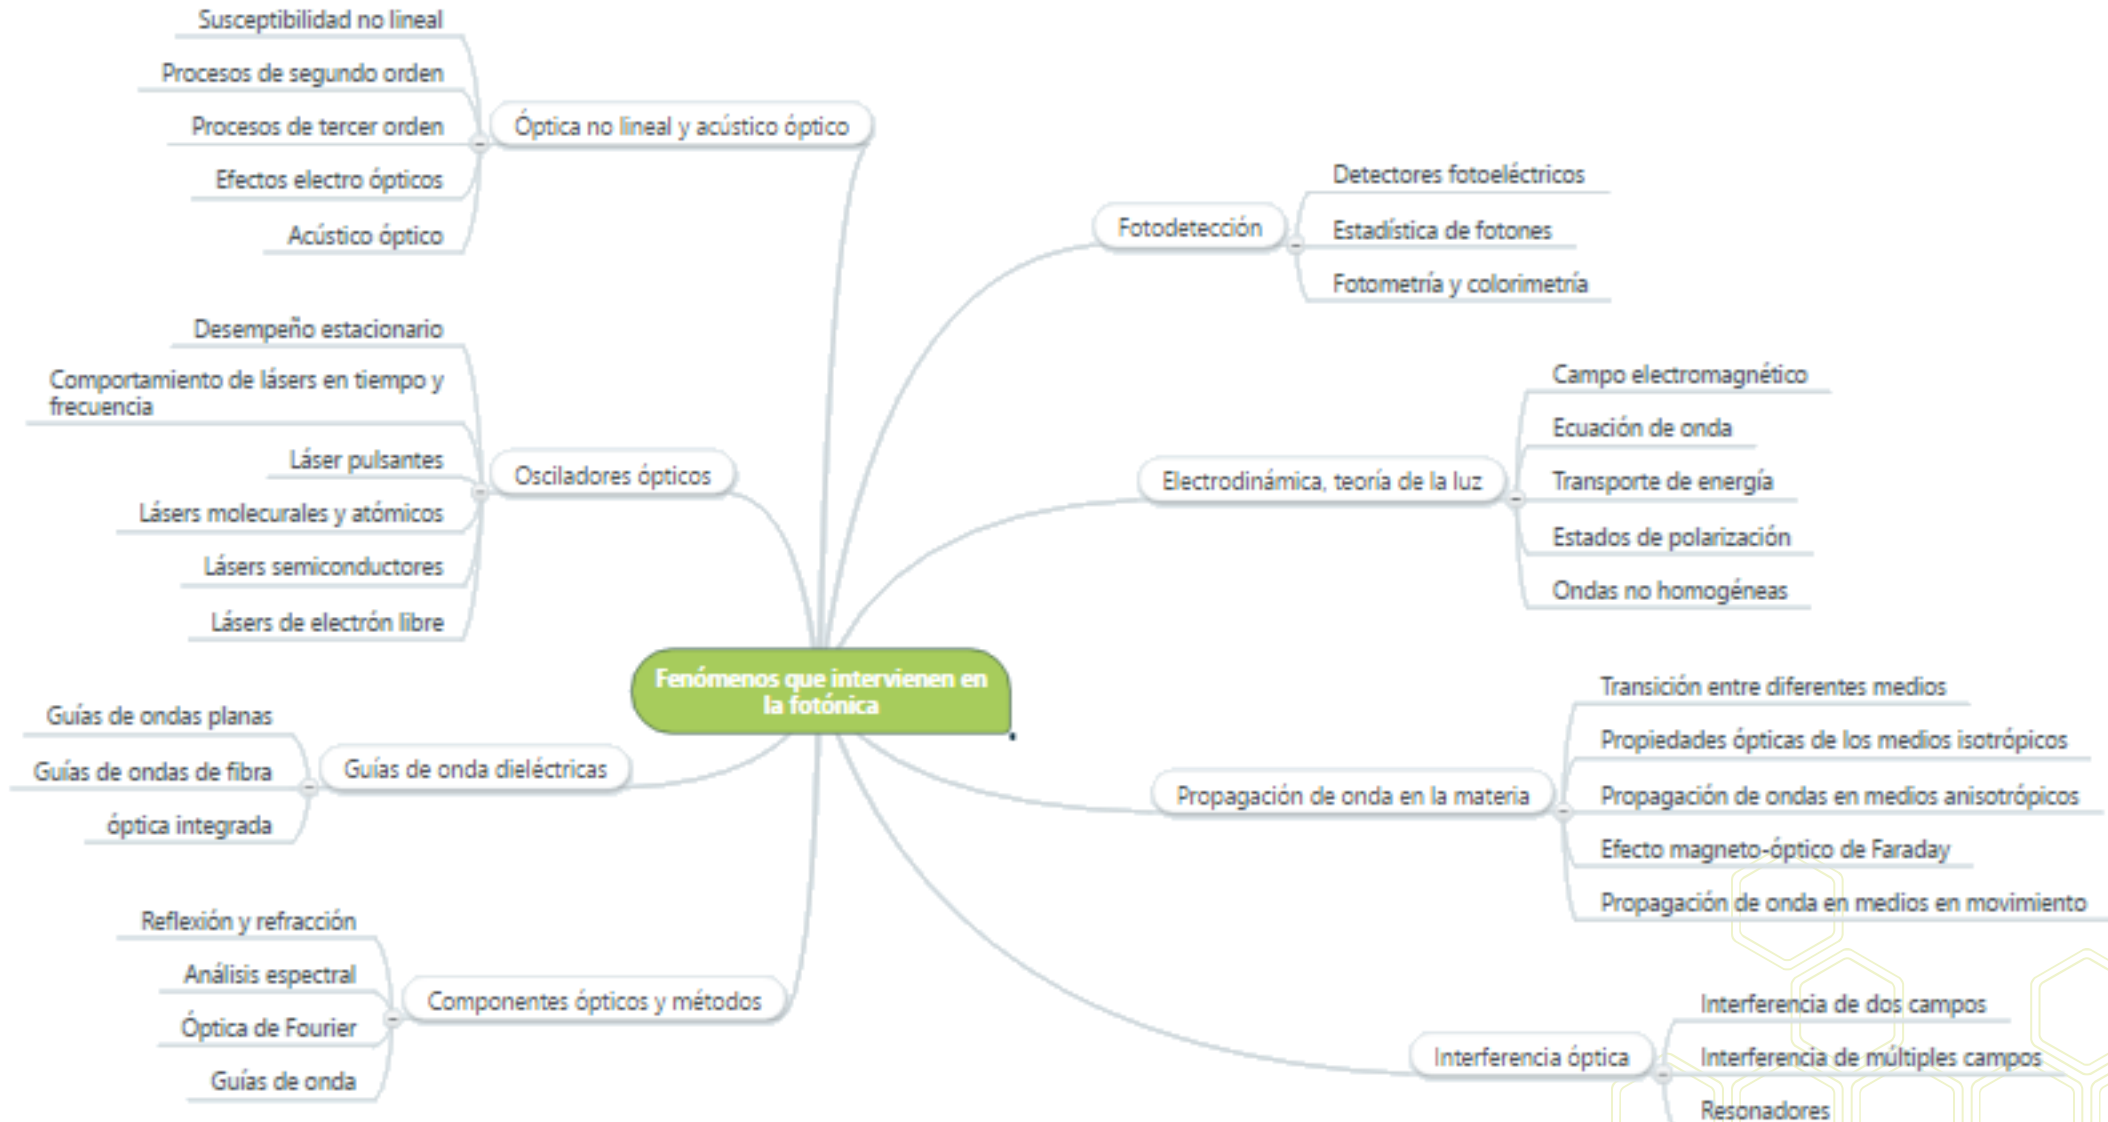 Susceptibilidad no lineal
Procesos de segundo orden
Procesos de tercer orden
Efectos electro ópticos
Acústico óptico
Óptica no lineal y acústico óptico
Desempeño estacionario
Comportamiento de lásers en tiempo y
frecuencia
Láser pulsantes
Lásers molecurales y atómicos
Lásers semiconductores
Lásers de electrón libre
Osciladores ópticos
Guías de ondas planas
Guías de ondas de fibra
óptica integrada
Guías de onda dieléctricas
Reflexión y refracción
Análisis espectral
Óptica de Fourier
Guías de onda
Componentes ópticos y métodos
Fenómenos que intervienen en
la fotónica
Fotodetección
Detectores fotoeléctricos
Estadística de fotones
Fotometría y colorimetría
Electrodinámica, teoría de la luz
Campo electromagnético
Ecuación de onda
Transporte de energía
Estados de polarización
Ondas no homogéneas
Propagación de onda en la materia
Transición entre diferentes medios
Propiedades ópticas de los medios isotrópicos
Propagación de ondas en medios anisotrópicos
Efecto magneto-óptico de Faraday
Propagación de onda en medios en movimiento
Interferencia óptica
Interferencia de dos campos
Interferencia de múltiples campos
Resonadores